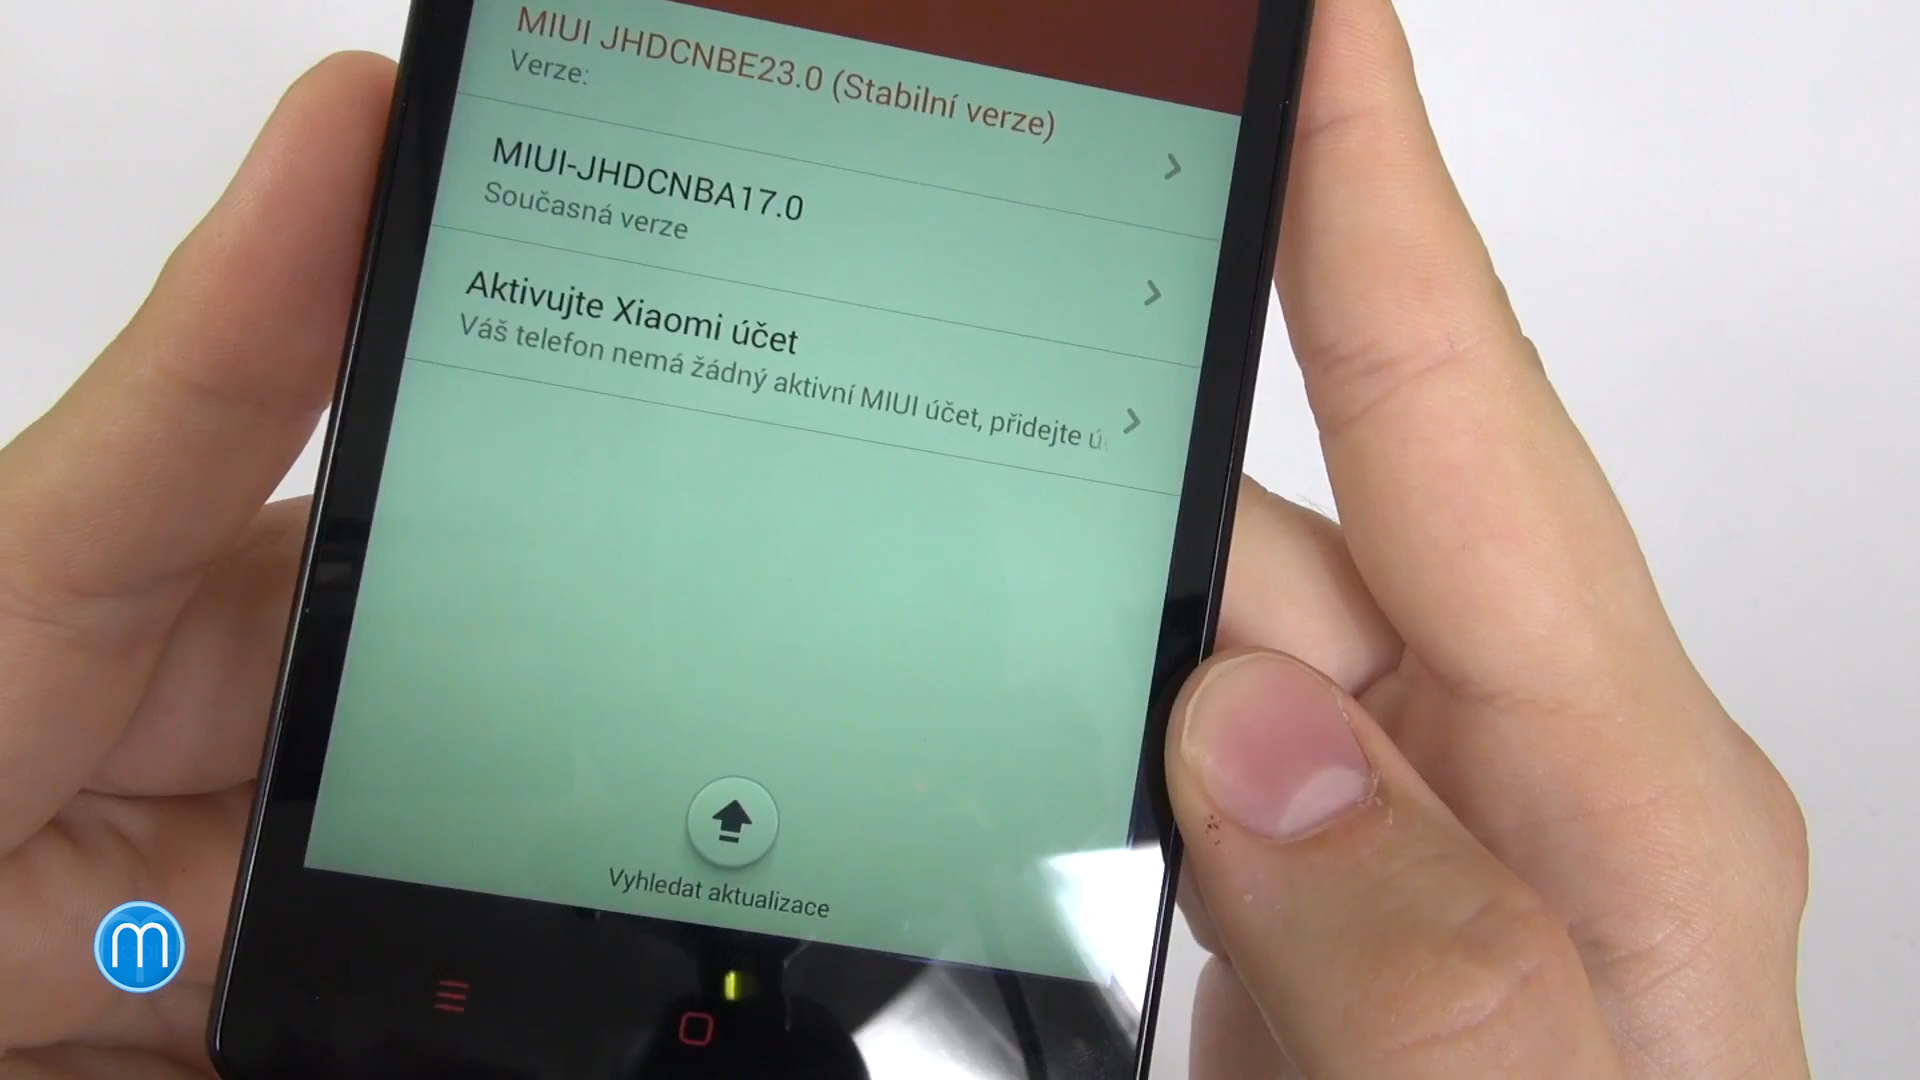 MIUI JHDCNBE23.0 (Stabilní verze)
Verze:
MIUI-JHDCNBA17.0
Současná verze
Aktivujte Xiaomi účet
Váš telefon nemá žádný aktivní MIUI účet, přidejte
Vyhledat aktualizace
m